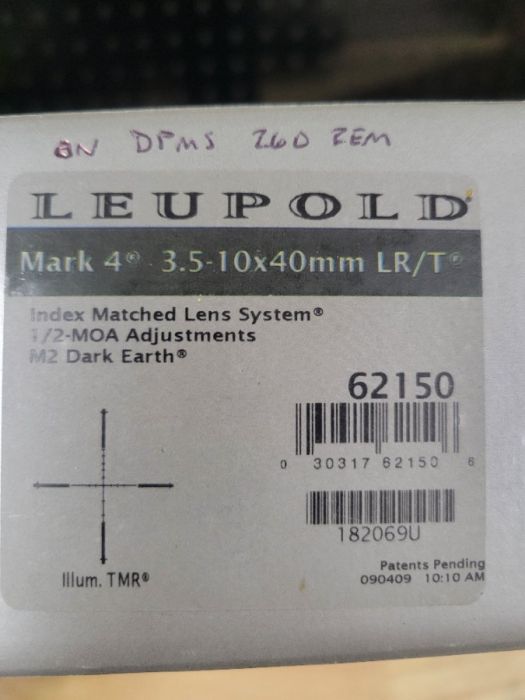 ON DPMS 260 REM
LEUPOLD®
Mark 4® 3.5-10x40mm LR/T®
Index Matched Lens System®
1/2-MOA Adjustments
M2 Dark Earth®
62150
0 30317 62150 6
182069U
Illum. TMR®
Patents Pending
090409 10:10 AM